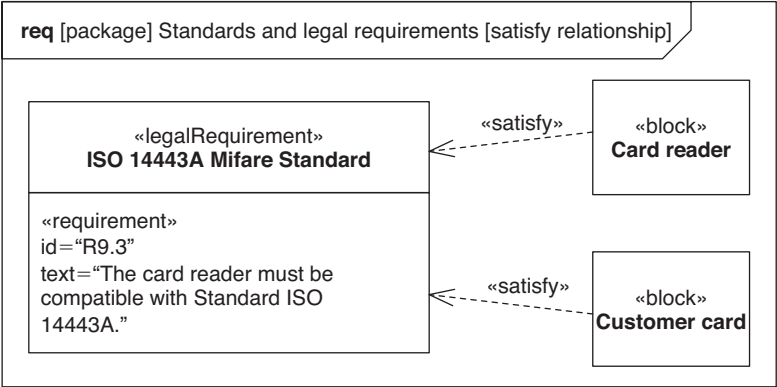 req [package] Standards and legal requirements [satisfy relationship]
«legalRequirement»
ISO 14443A Mifare Standard
«requirement»
id=“R9.3”
text=“The card reader must be
compatible with Standard ISO
14443A.”
«satisfy»
«block»
Card reader
«satisfy»
«block»
Customer card